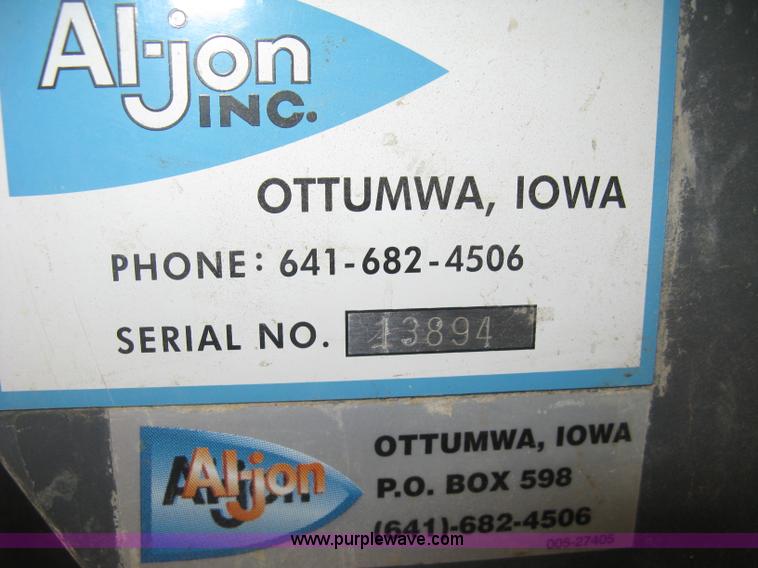 Al-jon
INC.
OTTUMWA, IOWA
PHONE: 641-682-4506
SERIAL NO. 13894
Al-jon
OTTUMWA, IOWA
P.O. BOX 598
(641)-682-4506
www.purplewave.com
005-27405